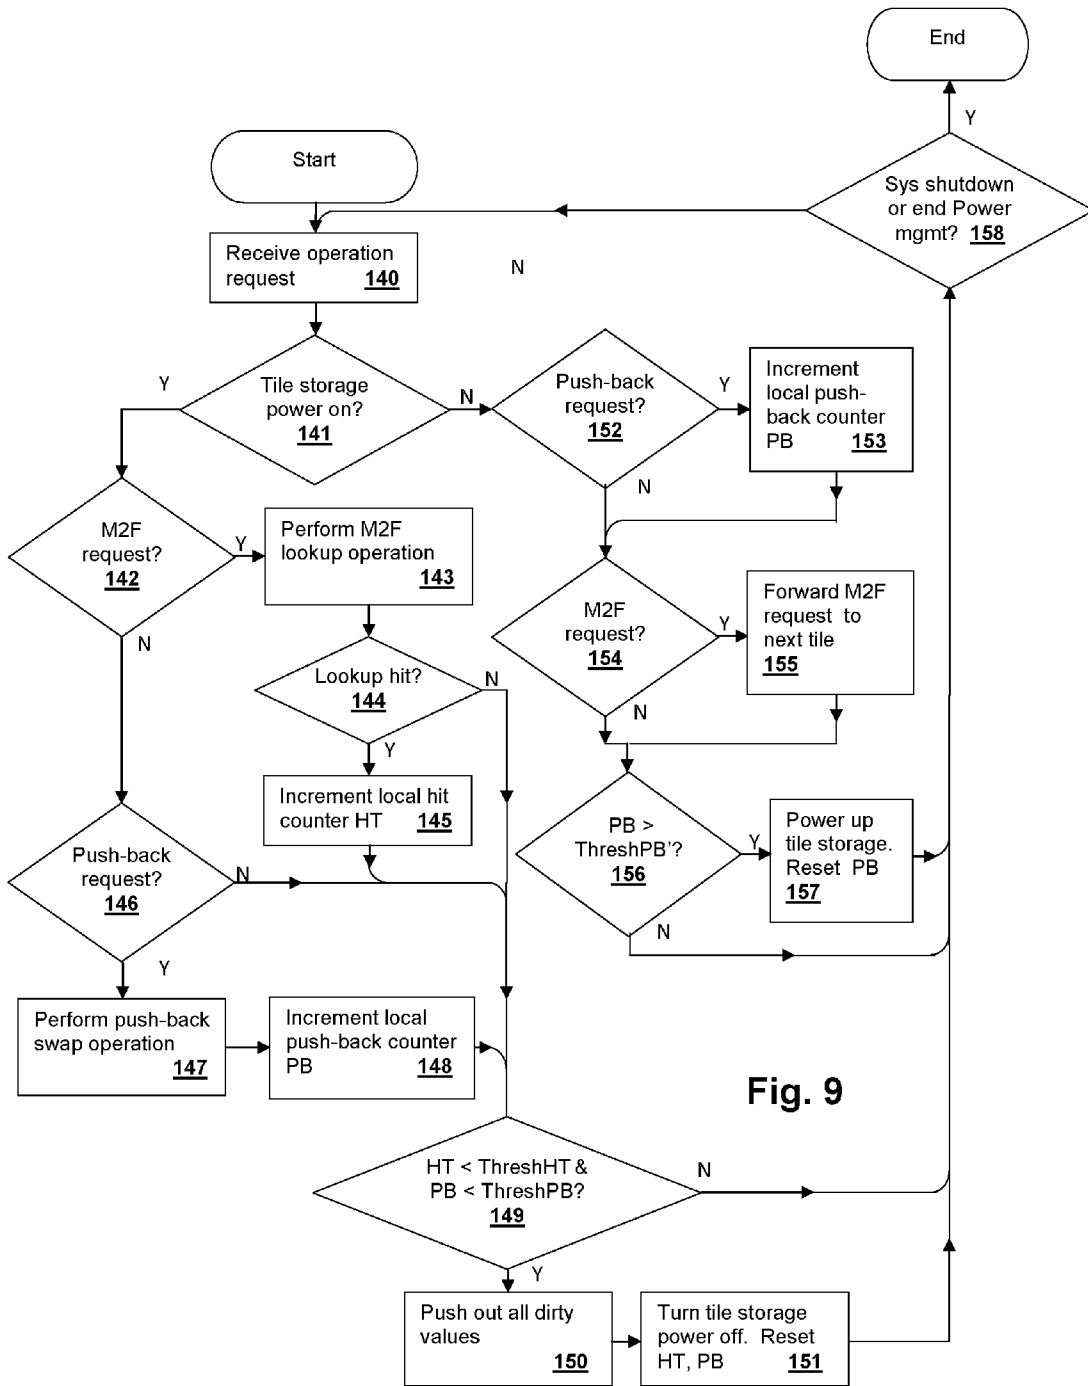 End
Y
Start
Sys shutdown
or end Power
mgmt? 158
Receive operation
request 140
N
Y
Tile storage
power on?
141
N
Push-back
request?
152
Y
Increment
local push-
back counter
PB 153
N
M2F
request?
142
Y
Perform M2F
lookup operation
143
N
M2F
request?
154
Y
Forward M2F
request to
next tile
155
N
Lookup hit?
144
N
Y
Increment local hit
counter HT 145
PB >
ThreshPB'?
156
Y
Power up
tile storage.
Reset PB
157
N
Push-back
request?
146
N
Y
Perform push-back
swap operation
147
Increment local
push-back counter
PB 148
Fig. 9
HT < ThreshHT &
PB < ThreshPB?
149
N
Y
Push out all dirty
values
150
Turn tile storage
power off. Reset
HT, PB 151